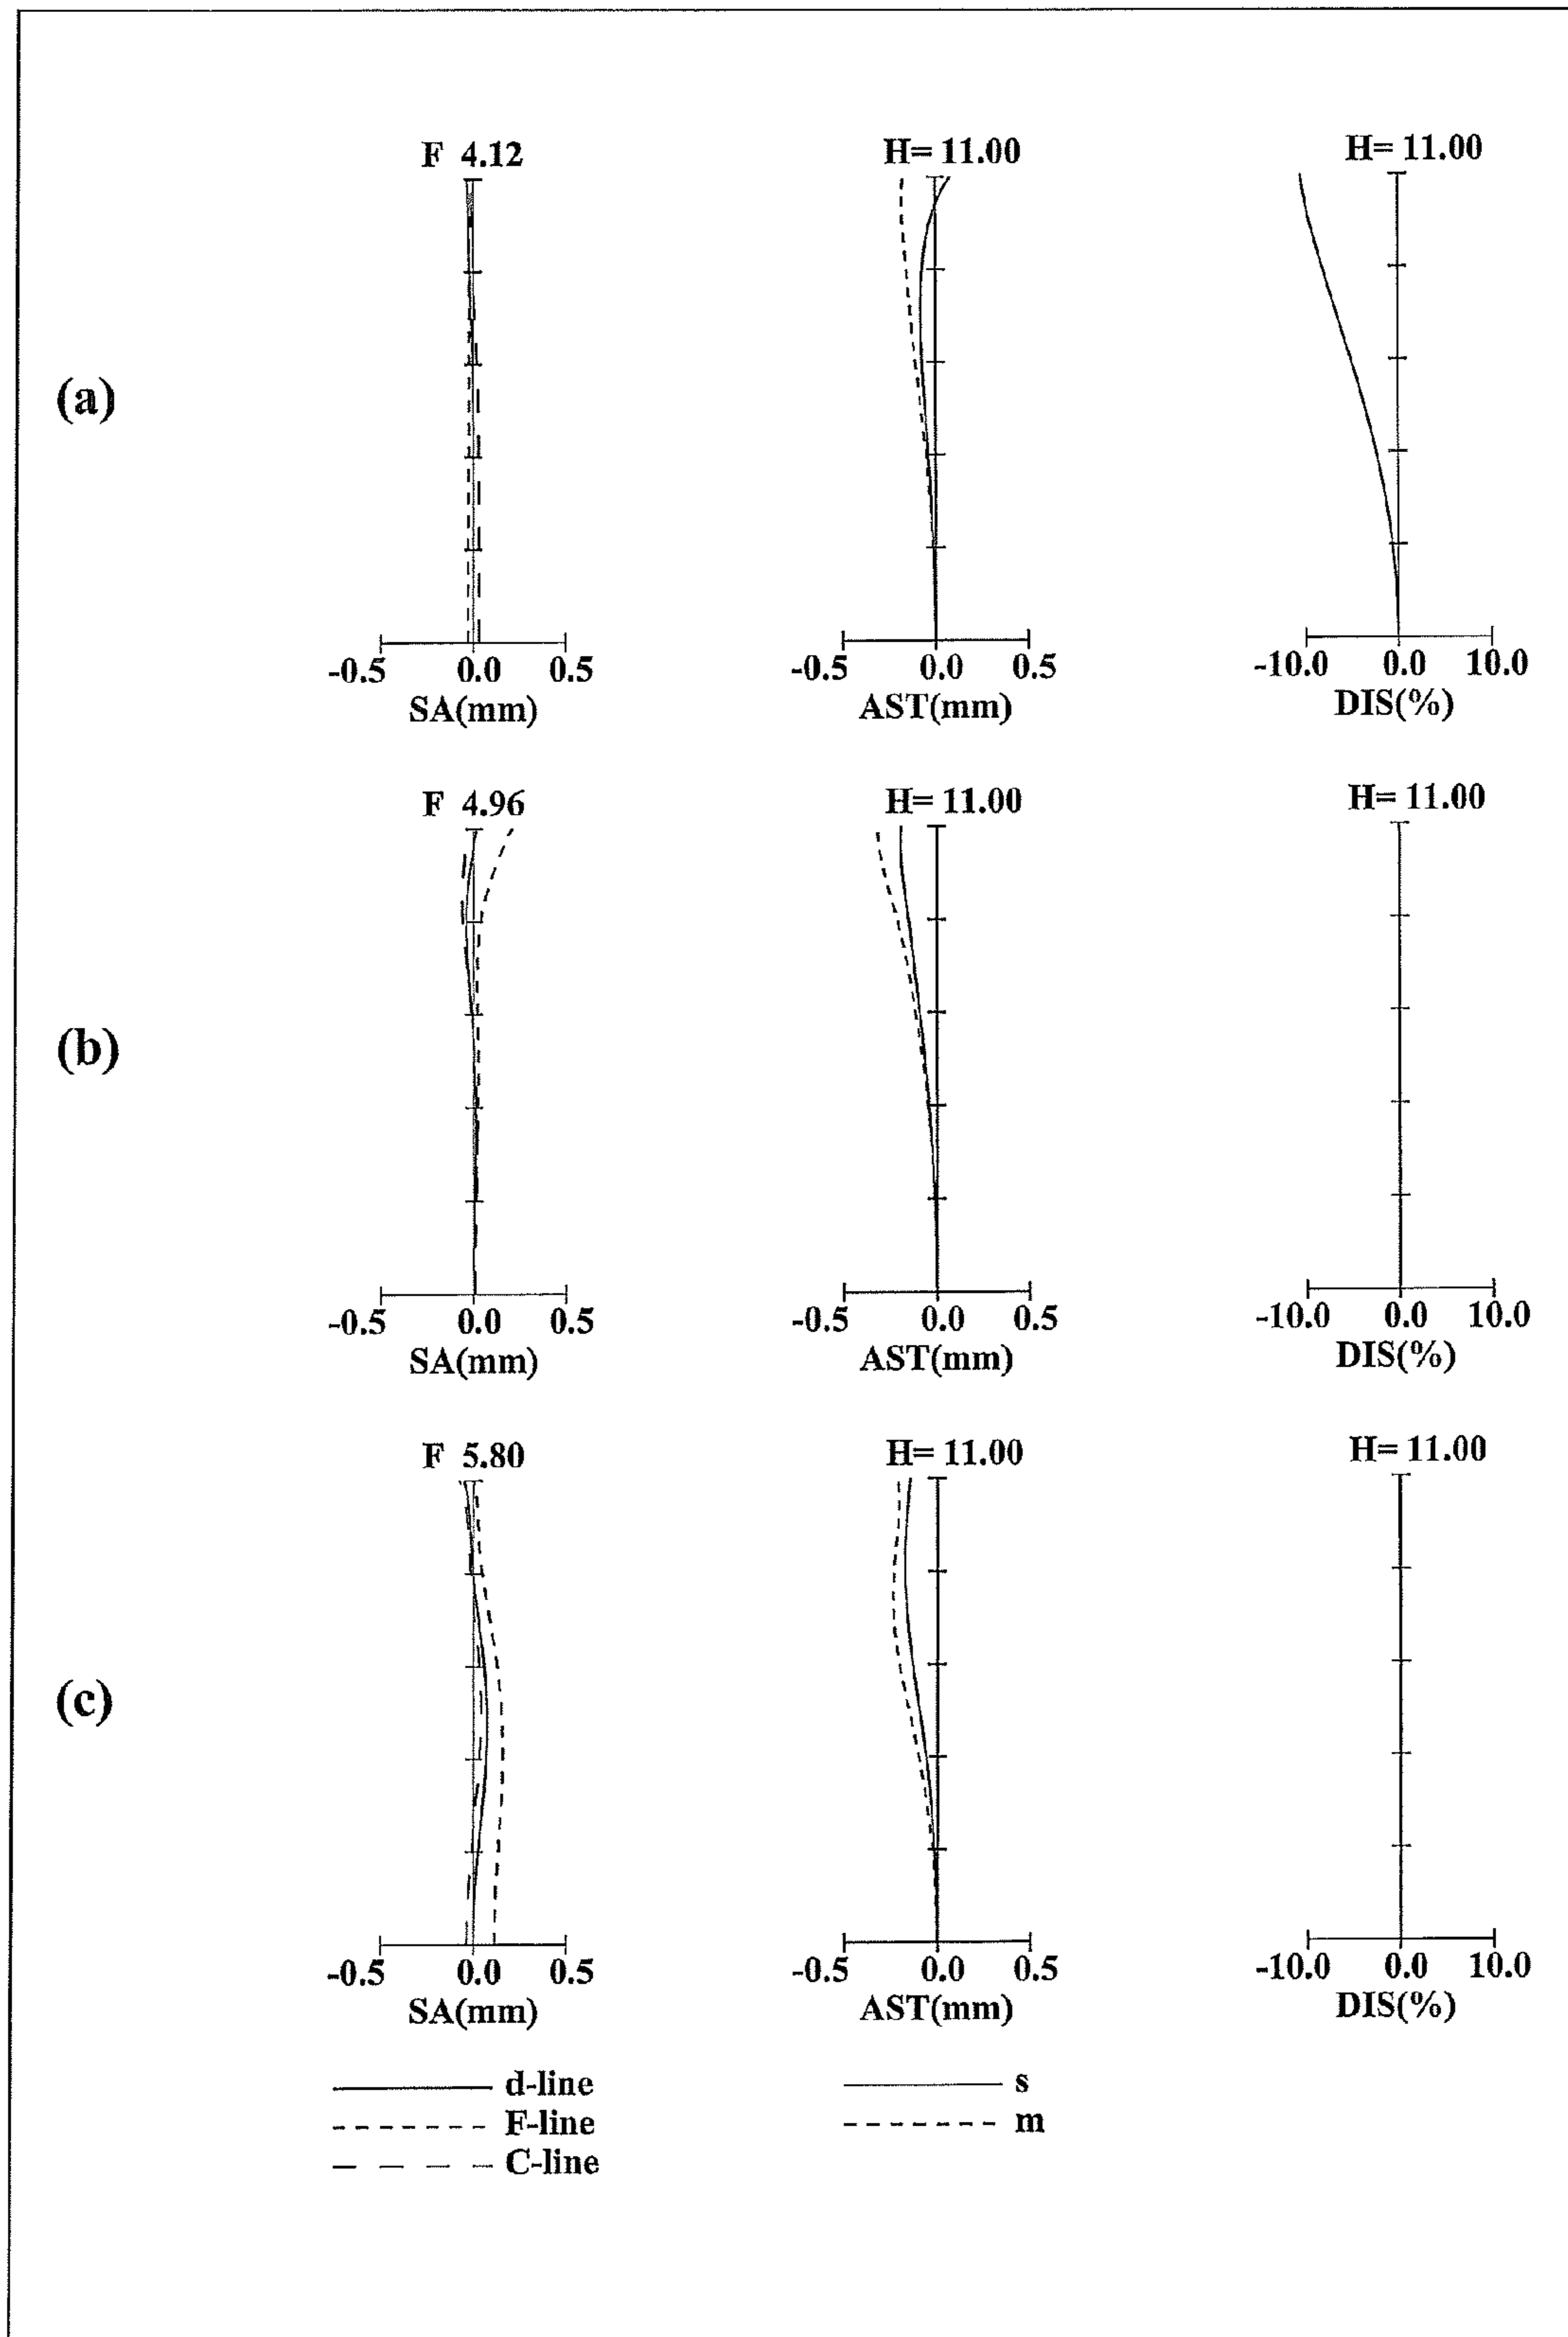 (a)
F 4.12
H= 11.00
H= 11.00
-0.5 0.0 0.5
SA(mm)
-0.5 0.0 0.5
AST(mm)
-10.0 0.0 10.0
DIS(%)
(b)
F 4.96
H= 11.00
H= 11.00
-0.5 0.0 0.5
SA(mm)
-0.5 0.0 0.5
AST(mm)
-10.0 0.0 10.0
DIS(%)
(c)
F 5.80
H= 11.00
H= 11.00
-0.5 0.0 0.5
SA(mm)
-0.5 0.0 0.5
AST(mm)
-10.0 0.0 10.0
DIS(%)
d-line
F-line
C-line
s
m